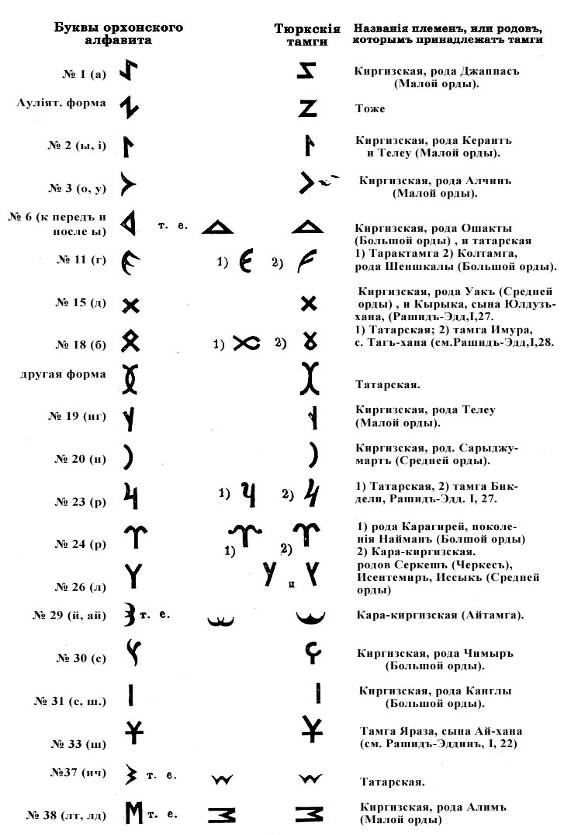 Буквы орхонского алфавита
Тюркскія тамги
Названія племенъ, или родовъ, которымъ принадлежатъ тамги
№ 1 (а)
Киргизская, рода Джаппасъ
(Малой орды).
Ауліят. форма
Тоже
№ 2 (ы, і)
Киргизская, рода Кераитъ
и Телеу (Малой орды).
№ 3 (о, у)
Киргизская, рода Алчинъ
(Малой орды).
№ 6 (к передъ и
после ы)
т. е.
Киргизская, рода Ошакты
(Большой орды) , и татарская
№ 11 (г)
1)
2)
1) Тарактамга 2) Колтамга,
рода Шеншкалы (Большой орды).
№ 15 (д)
Киргизская, рода Уакъ (Средней
орды) , и Кырыка, сына Юлдузъ-
хана, (Рашидъ-Эдд,I,27.
№ 18 (б)
1)
2)
1) Татарская; 2) тамга Имура,
с. Тагъ-хана (см.Рашидъ-Эдд,I,28.
другая форма
Татарская.
№ 19 (нг)
Киргизская, рода Телеу
(Малой орды).
№ 20 (н)
Киргизская, род. Сарыджу-
мартъ (Средней орды).
№ 23 (р)
1)
2)
1) Татарская, 2) тамга Бик-
дели, Рашидъ-Эдд. I, 27.
№ 24 (р)
1)
2)
1) рода Карагирей, поколе-
нія Найманъ (Болшой орды)
2) Кара-киргизская.
№ 26 (л)
и
родов Серкешъ (Черкесъ),
Исентемиръ, Иссыкъ (Средней
орды)
№ 29 (й, ай)
т. е.
Кара-киргизская (Айтамга).
№ 30 (с)
Киргизская, рода Чимыръ
(Большой орды).
№ 31 (с, ш.)
Киргизская, рода Канглы
(Большой орды).
№ 33 (ш)
Тамга Яраза, сына Ай-хана
(см. Рашидъ-Эддинъ, I, 22)
№37 (ич)
т. е.
Татарская.
№ 38 (лт, лд)
т. е.
Киргизская, рода Алимъ
(Малой орды)